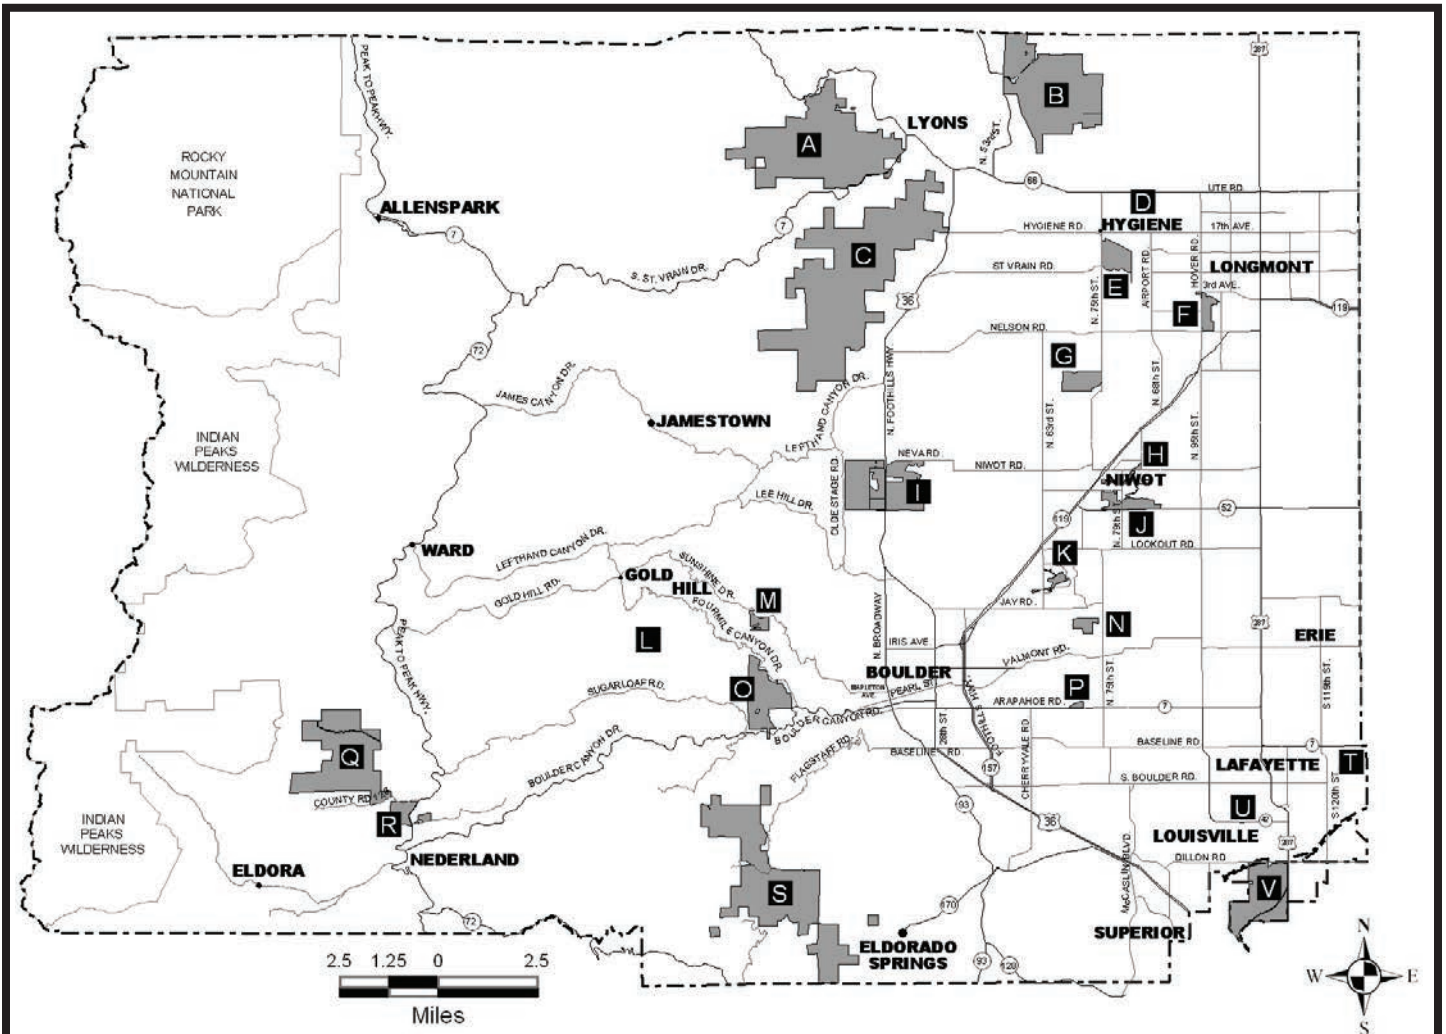 PEAK TO PEAK HWY.
287
B
LYONS
N. 53rd ST.
A
ROCKY
MOUNTAIN
NATIONAL
PARK
66
UTE RD.
D
ALLENSPARK
7
HYGIENE RD.
HYGIENE
17th AVE.
7
C
S. ST. VRAIN DR.
ST VRAIN RD.
LONGMONT
N. 75th ST.
AIRPORT RD.
HOVER RD.
E
3rd AVE.
36
F
119
NELSON RD.
72
G
JAMES CANYON DR.
N. FOOTHILLS HWY.
N. 63rd ST.
N. 95th ST.
JAMESTOWN
LEFTHAND CANYON DR.
INDIAN
PEAKS
WILDERNESS
H
NEVA RD.
NIWOT RD.
NIWOT
OLDE STAGE RD.
LEE HILL DR.
I
52
119
N. 79th ST.
J
LOOKOUT RD.
WARD
LEFTHAND CANYON DR.
K
GOLD
HILL
SUNSHINE DR.
GOLD HILL RD.
M
JAY RD.
FOURMILE CANYON DR.
N. BROADWAY
N
287
L
IRIS AVE.
ERIE
PEAK TO PEAK HWY.
BOULDER
VALMONT RD.
SUGARLOAF RD.
O
MAPLETON
AVE.
PEARL ST.
P
N. 75th ST.
S 119th ST.
ARAPAHOE RD.
7
BOULDER CANYON RD.
28th ST.
FOOTHILLS HWY.
CHERRYVALE RD
BOULDER CANYON DR.
FLAGSTAFF RD.
BASELINE RD.
BASELINE RD
7
Q
157
LAFAYETTE
T
S. BOULDER RD.
COUNTY RD
93
36
U
42
S 120th ST.
R
LOUISVILLE
INDIAN
PEAKS
WILDERNESS
NEDERLAND
McCASLIN BLVD.
DILLON RD
287
ELDORA
S
V
170
72
ELDORADO
SPRINGS
SUPERIOR
93
128
N
W
E
S
2.5 1.25 0 2.5
Miles